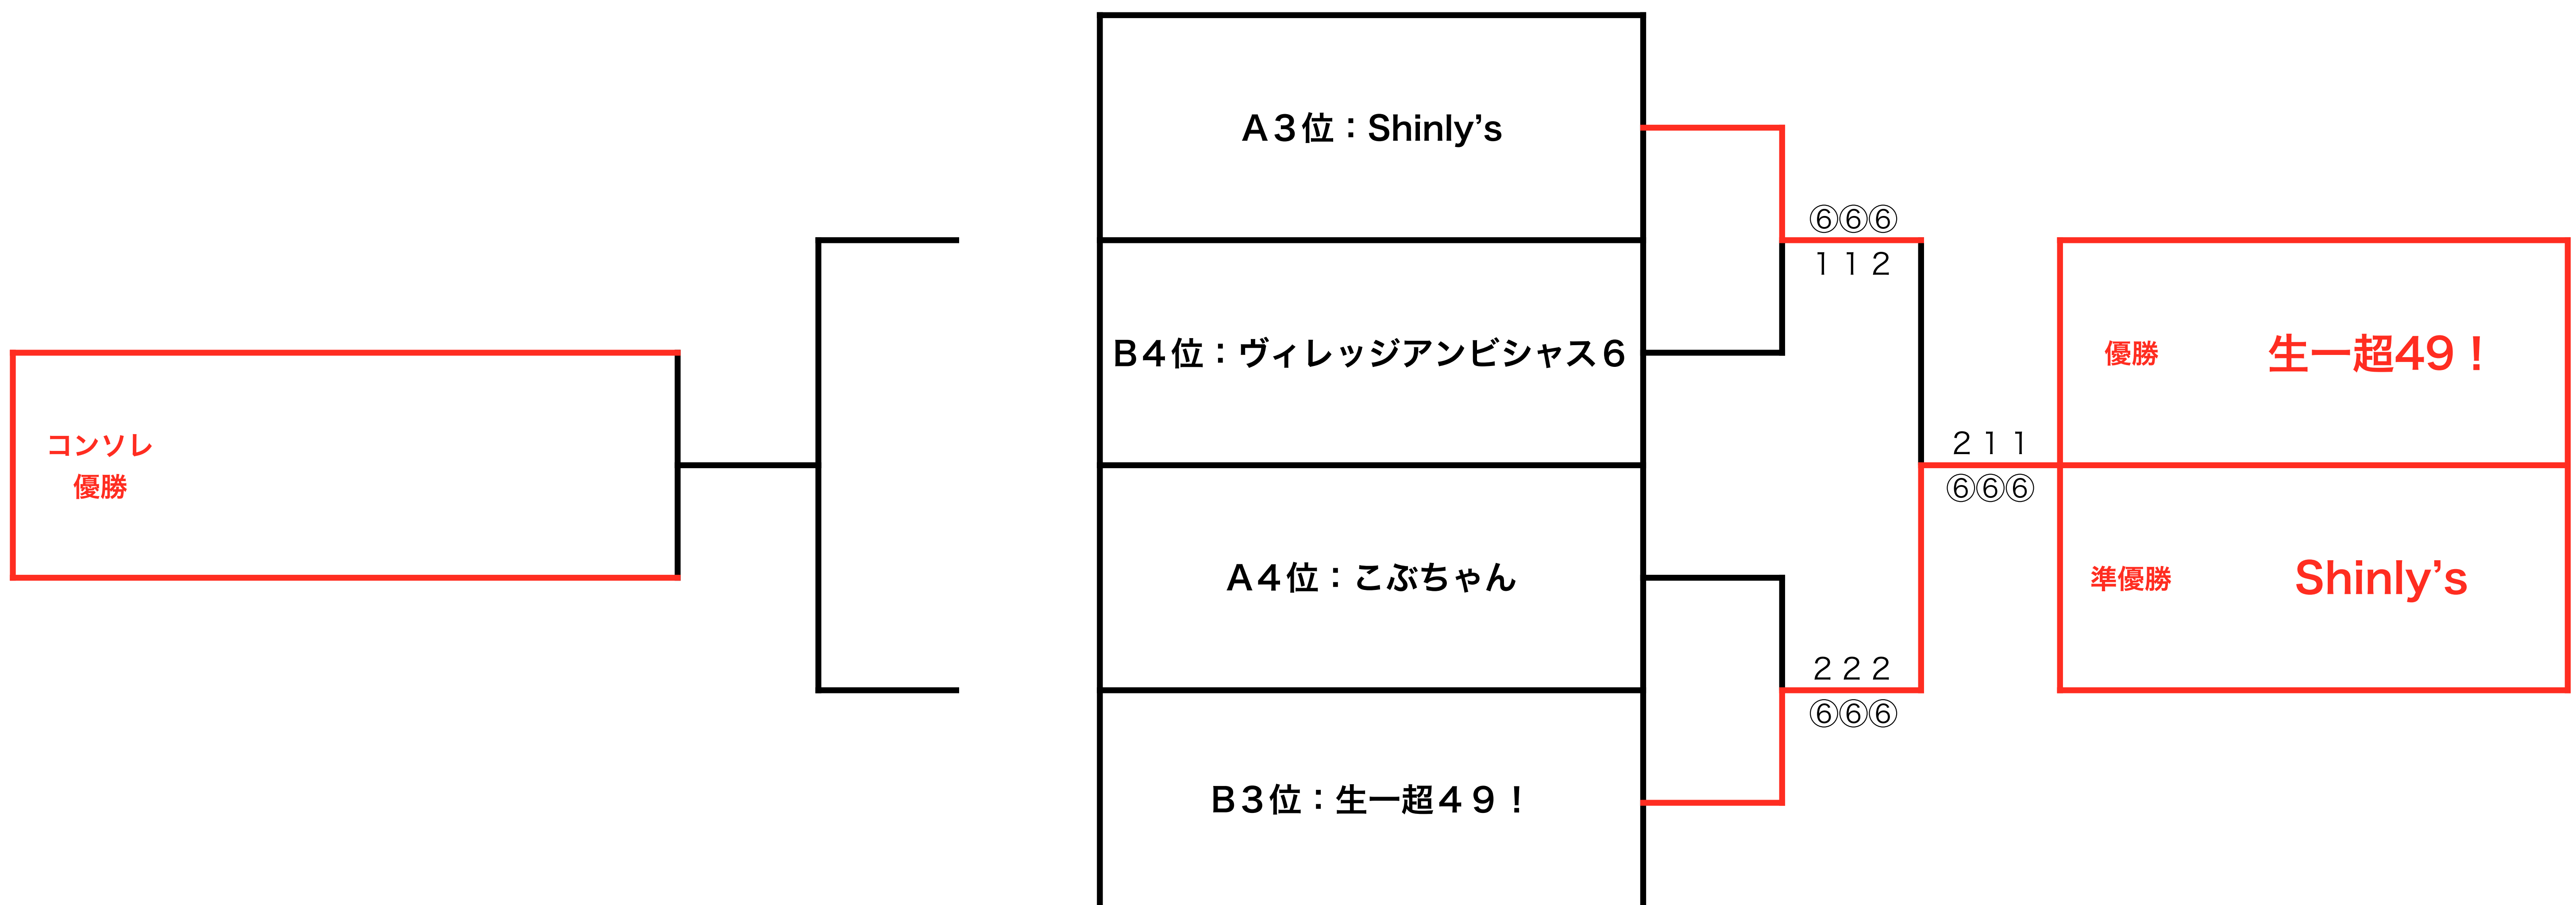 A３位：Shinly’s
⑥⑥⑥
１１２
B４位：ヴィレッジアンビシャス６
優勝 生一超49！
コンソレ
優勝
２１１
⑥⑥⑥
A４位：こぶちゃん
準優勝 Shinly’s
２２２
⑥⑥⑥
B３位：生一超４９！